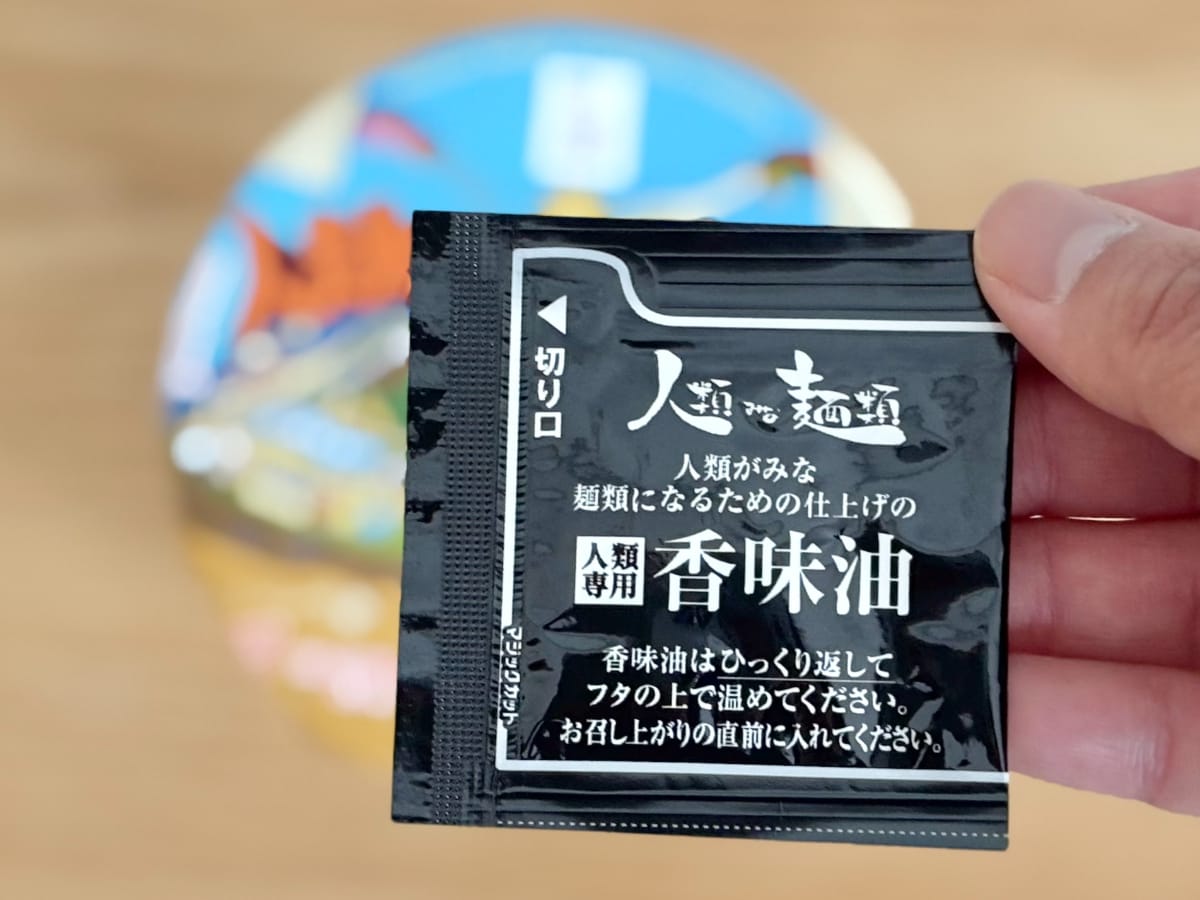 切り口
人類みな麺類
人類がみな
麺類になるための仕上げの
人類専用 香味油
香味油はひっくり返して
フタの上で温めてください。
お召し上がりの直前に入れてください。
マジックカット